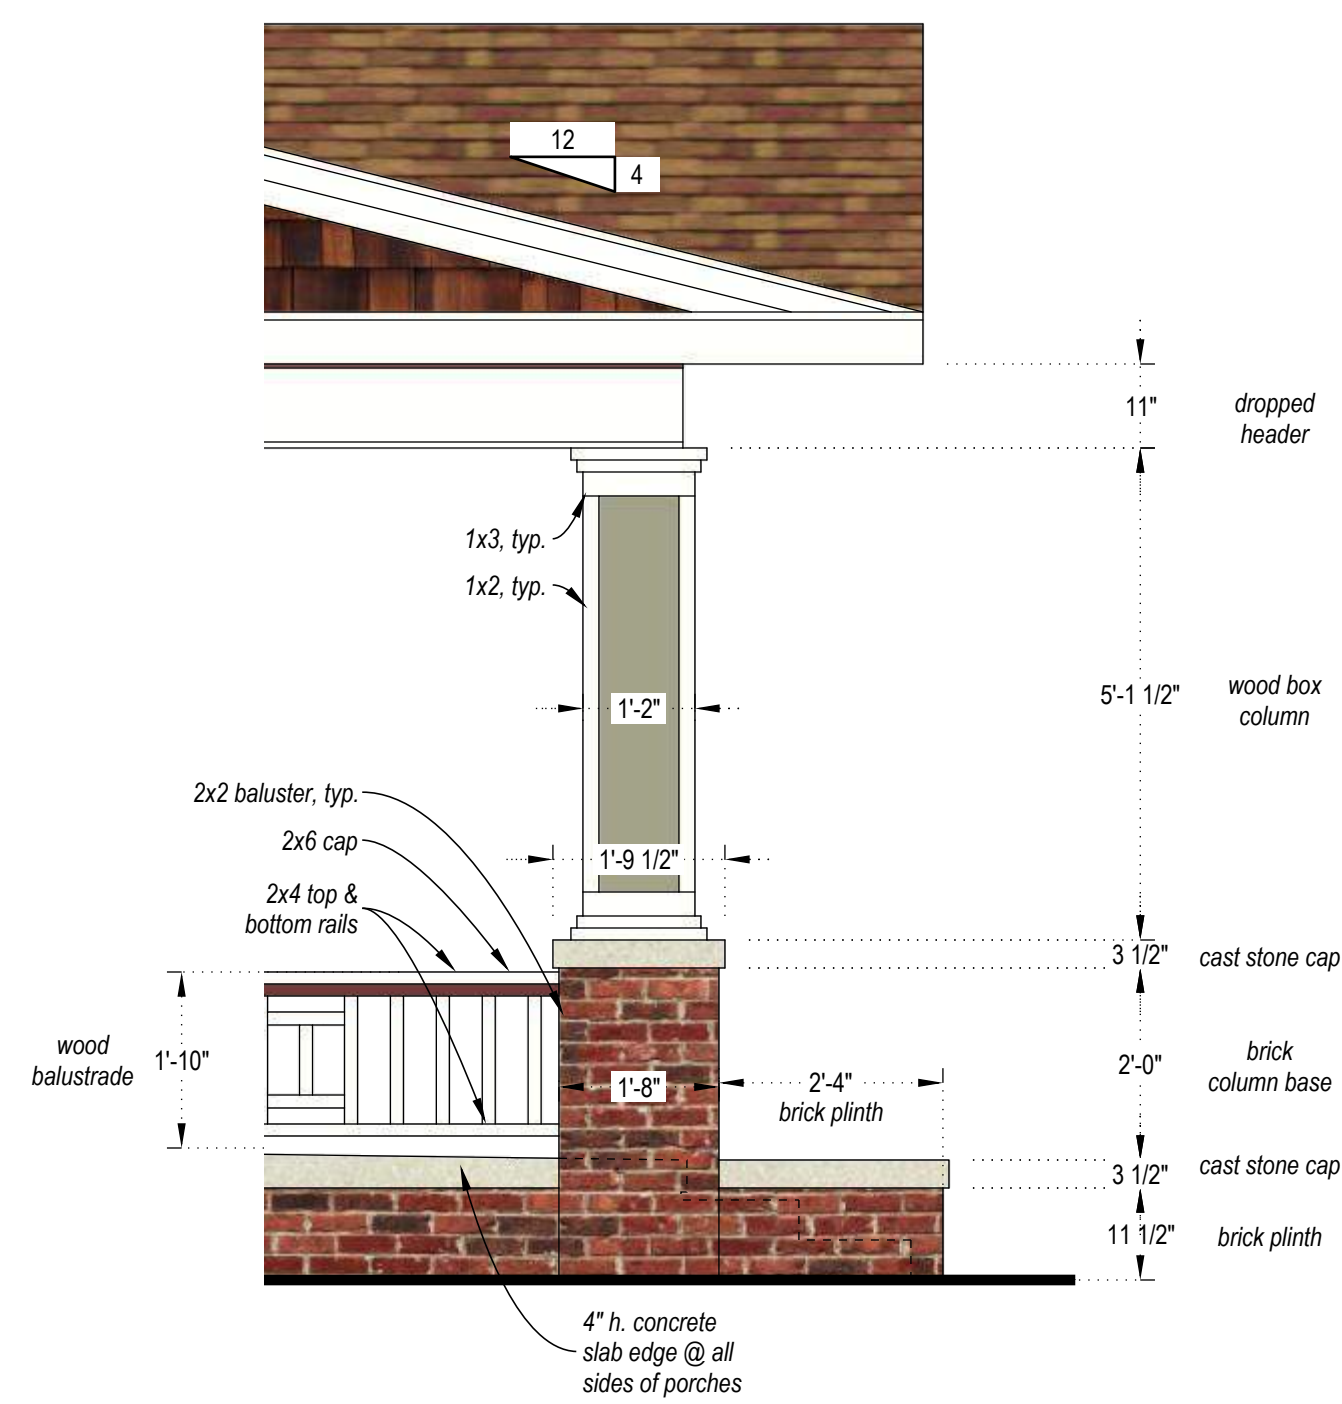 12
4
11"
dropped
header
1x3, typ.
1x2, typ.
5'-1 1/2"
wood box
column
1'-2"
2x2 baluster, typ.
2x6 cap
1'-9 1/2"
2x4 top &
bottom rails
3 1/2"
cast stone cap
wood
balustrade
1'-10"
1'-8"
2'-4"
brick plinth
2'-0"
brick
column base
3 1/2"
cast stone cap
11 1/2"
brick plinth
4" h. concrete
slab edge @ all
sides of porches